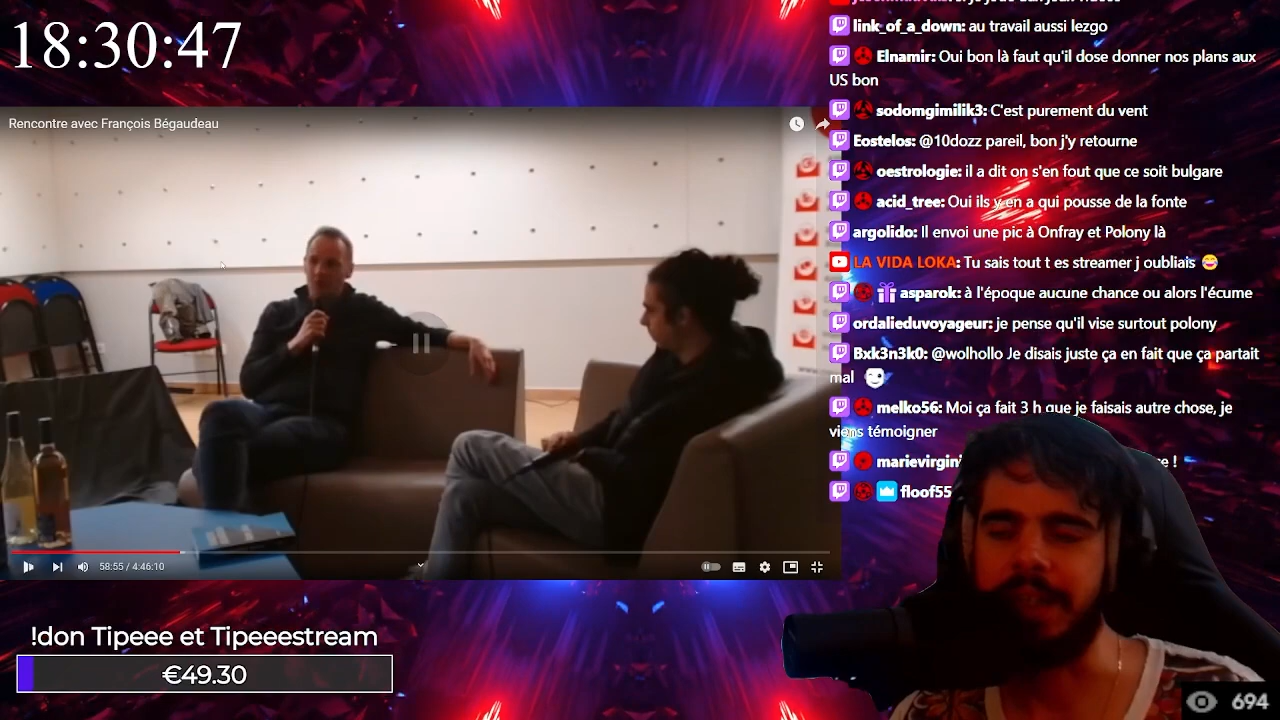 18:30:47
Rencontre avec François Bégaudeau
58:55 / 4:46:10
!don Tipeee et Tipeeestream
€49.30
link_of_a_down: au travail aussi lezgo
Elnamir: Oui bon là faut qu'il dose donner nos plans aux
US bon
sodomgimilik3: C'est purement du vent
Eostelos: @10dozz pareil, bon j'y retourne
oestrologie: il a dit on s'en fout que ce soit bulgare
acid_tree: Oui ils y en a qui pousse de la fonte
argolido: Il envoi une pic à Onfray et Polony là
LA VIDA LOKA: Tu sais tout t es streamer j oubliais 😂
asparok: à l'époque aucune chance ou alors l'écume
ordalieduvoyageur: je pense qu'il vise surtout polony
Bxk3n3k0: @wolhollo Je disais juste ça en fait que ça partait
mal
melko56: Moi ça fait 3 h que je faisais autre chose, je
viens témoigner
marievirgini
floof55
694